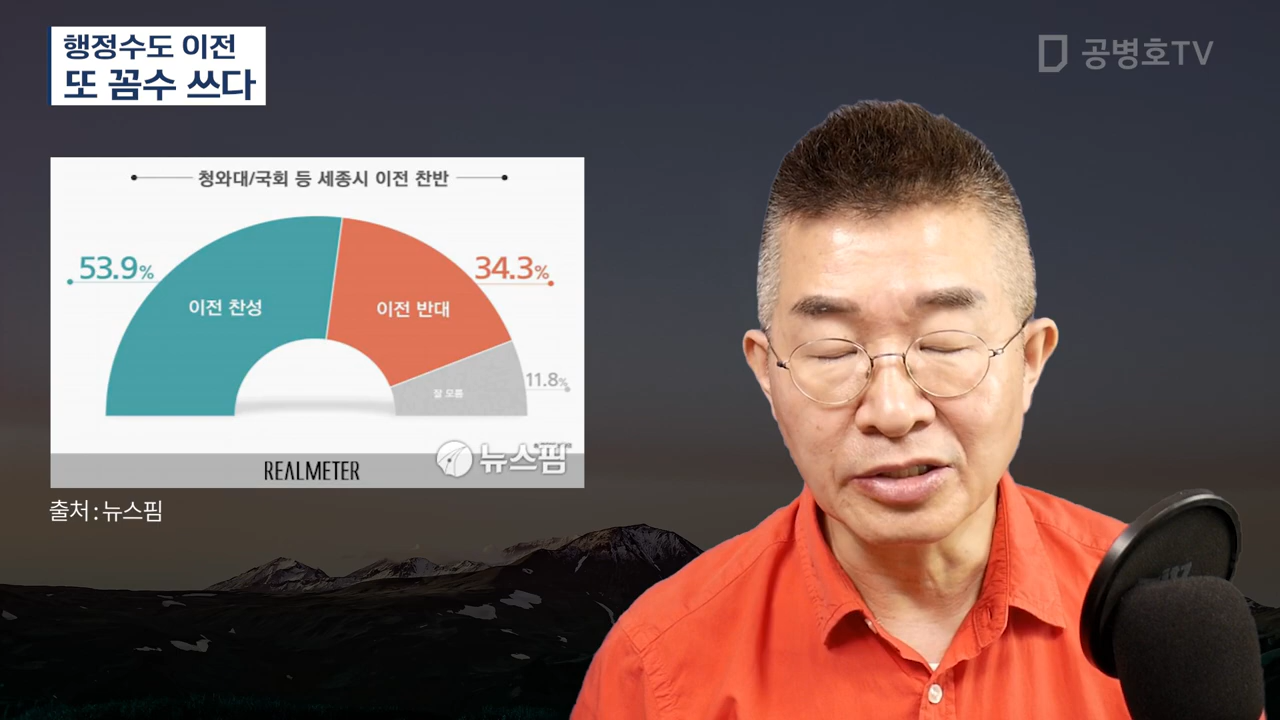 행정수도 이전
또 꼼수 쓰다
공병호TV
청와대/국회 등 세종시 이전 찬반
53.9%
34.3%
이전 찬성
이전 반대
11.8%
잘 모름
REALMETER
뉴스핌
출처 : 뉴스핌